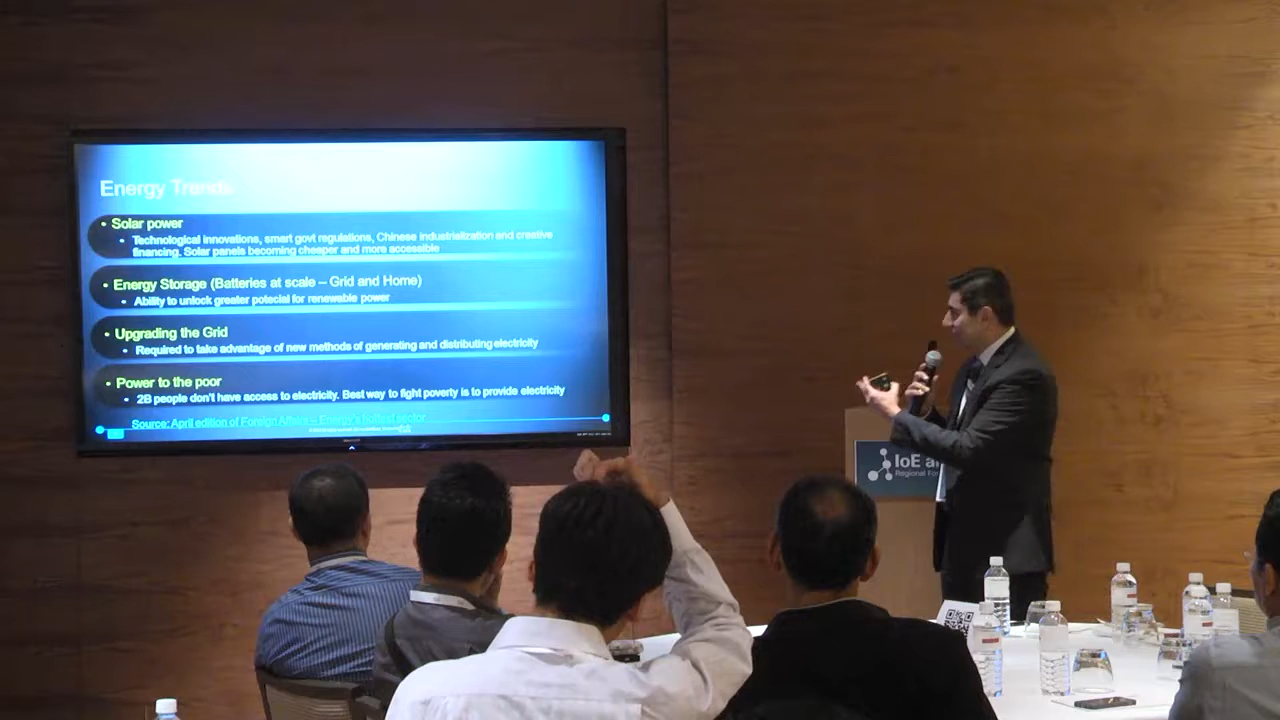 Energy Trends
• Solar power
• Technological innovations, smart govt regulations, Chinese industrialization and creative
financing. Solar panels becoming cheaper and more accessible
• Energy Storage (Batteries at scale – Grid and Home)
• Ability to unlock greater potecial for renewable power
• Upgrading the Grid
• Required to take advantage of new methods of generating and distributing electricity
• Power to the poor
• 2B people don't have access to electricity. Best way to fight poverty is to provide electricity
Source: April edition of Foreign Affairs – Energy's hottest sector
IoE a
Regional Fo